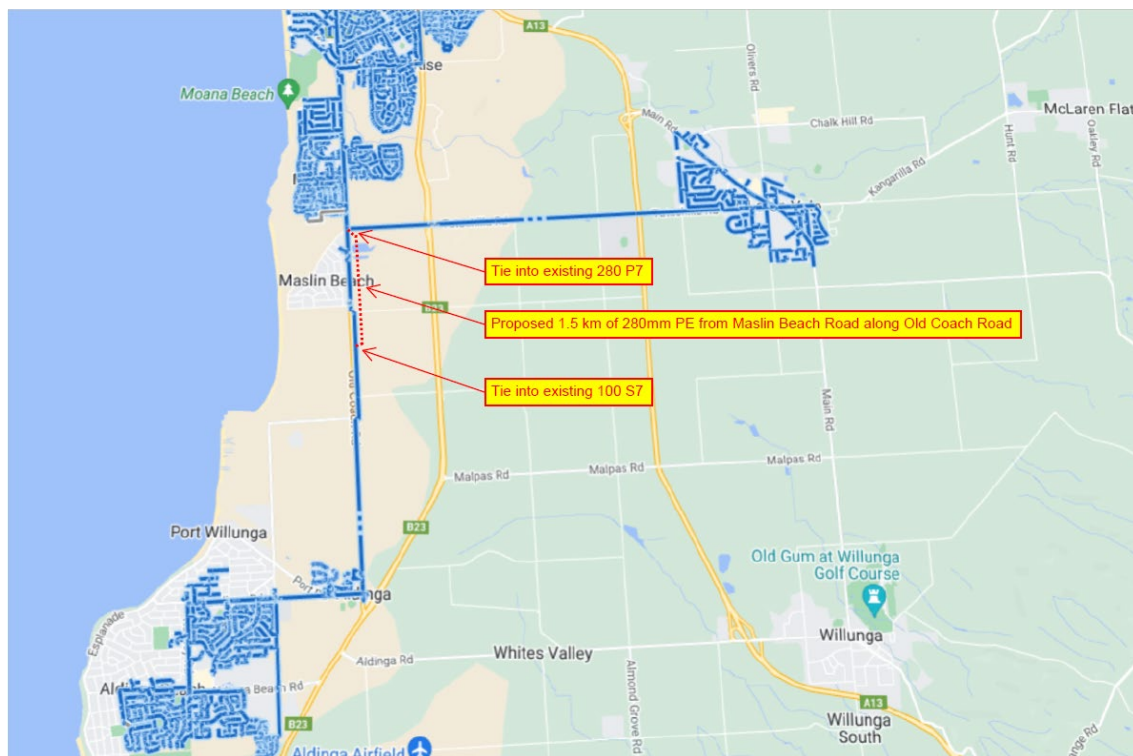 A13
Olivers Rd
Moana Beach
Main Rd
Chalk Hill Rd
McLaren Flat
Hunt Rd
Oakley Rd
Kangarilla Rd
Tie into existing 280 P7
Maslin Beach
B23
Proposed 1.5 km of 280mm PE from Maslin Beach Road along Old Coach Road
Tie into existing 100 S7
Main Rd
Malpas Rd
Malpas Rd
Malpas Rd
B23
Port Willunga
Old Gum at Willunga
Golf Course
Esplanade
Willunga
Whites Valley
Aldinga Rd
Almond Grove Rd
A13
B23
Willunga
South
Aldinga Airfield